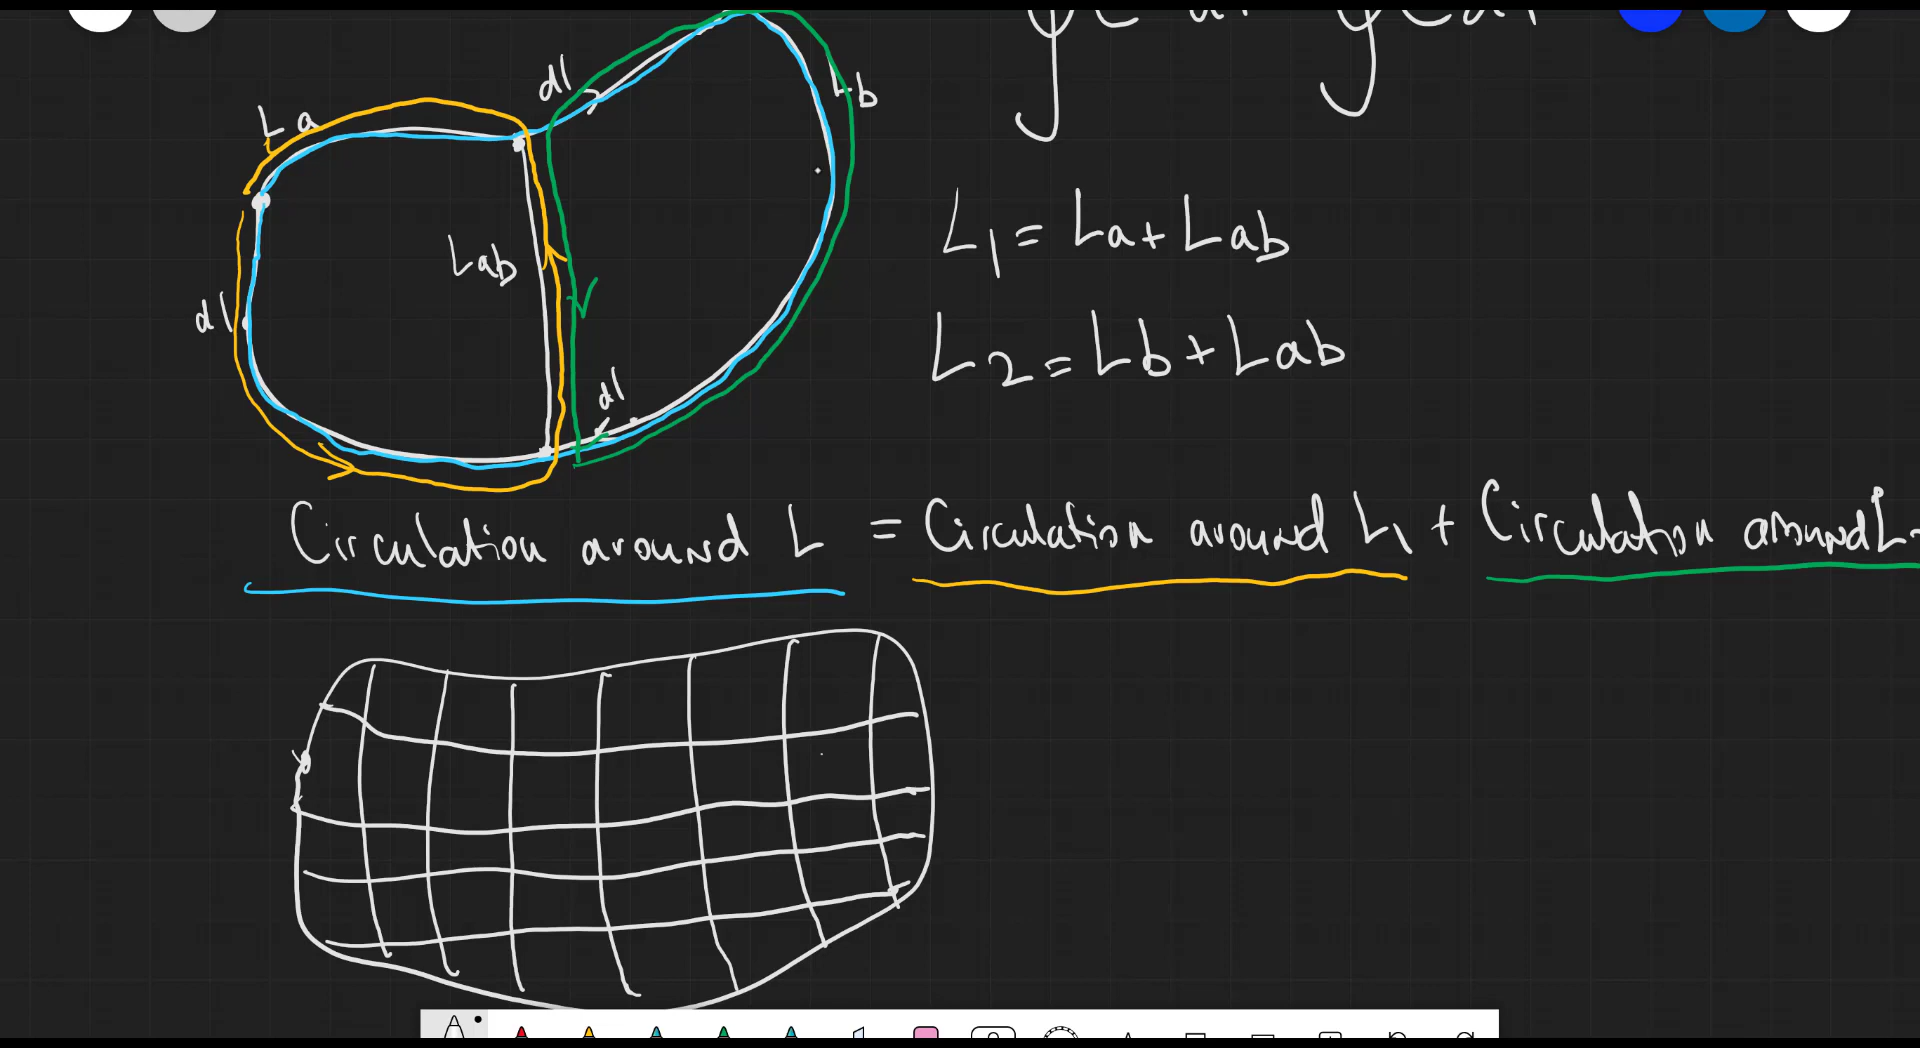 dl
La
Lb
Lab
dl
dl
L1 = La + Lab
L2 = Lb + Lab
Circulation around L = Circulation around L1 + Circulation around L